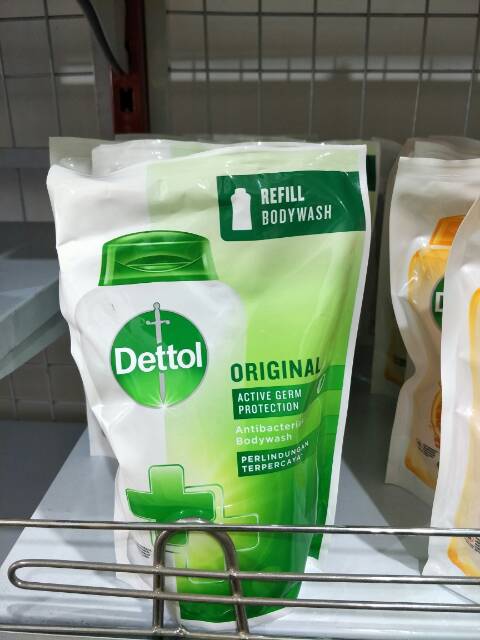 REFILL
BODYWASH
Dettol
ORIGINAL
ACTIVE GERM
PROTECTION
Antibacterial
Bodywash
PERLINDUNGAN
TERPERCAYA